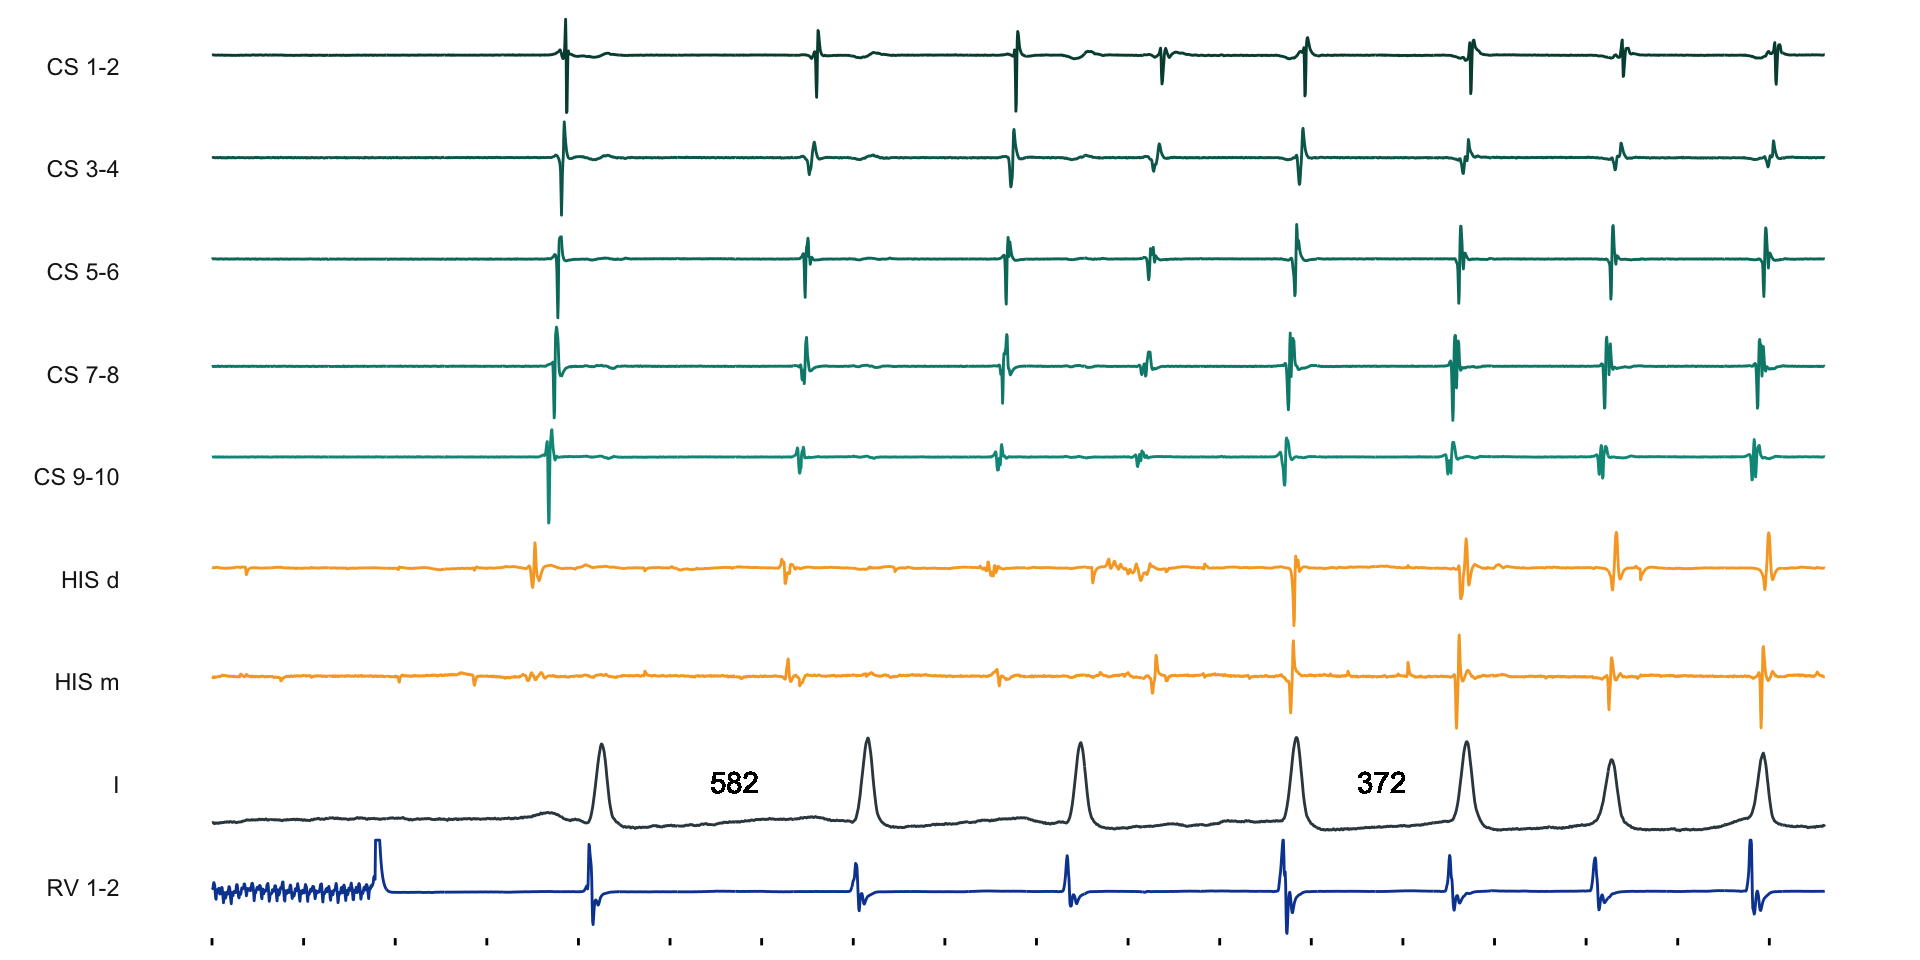 CS 1-2
CS 3-4
CS 5-6
CS 7-8
CS 9-10
HIS d
HIS m
I
582
372
RV 1-2